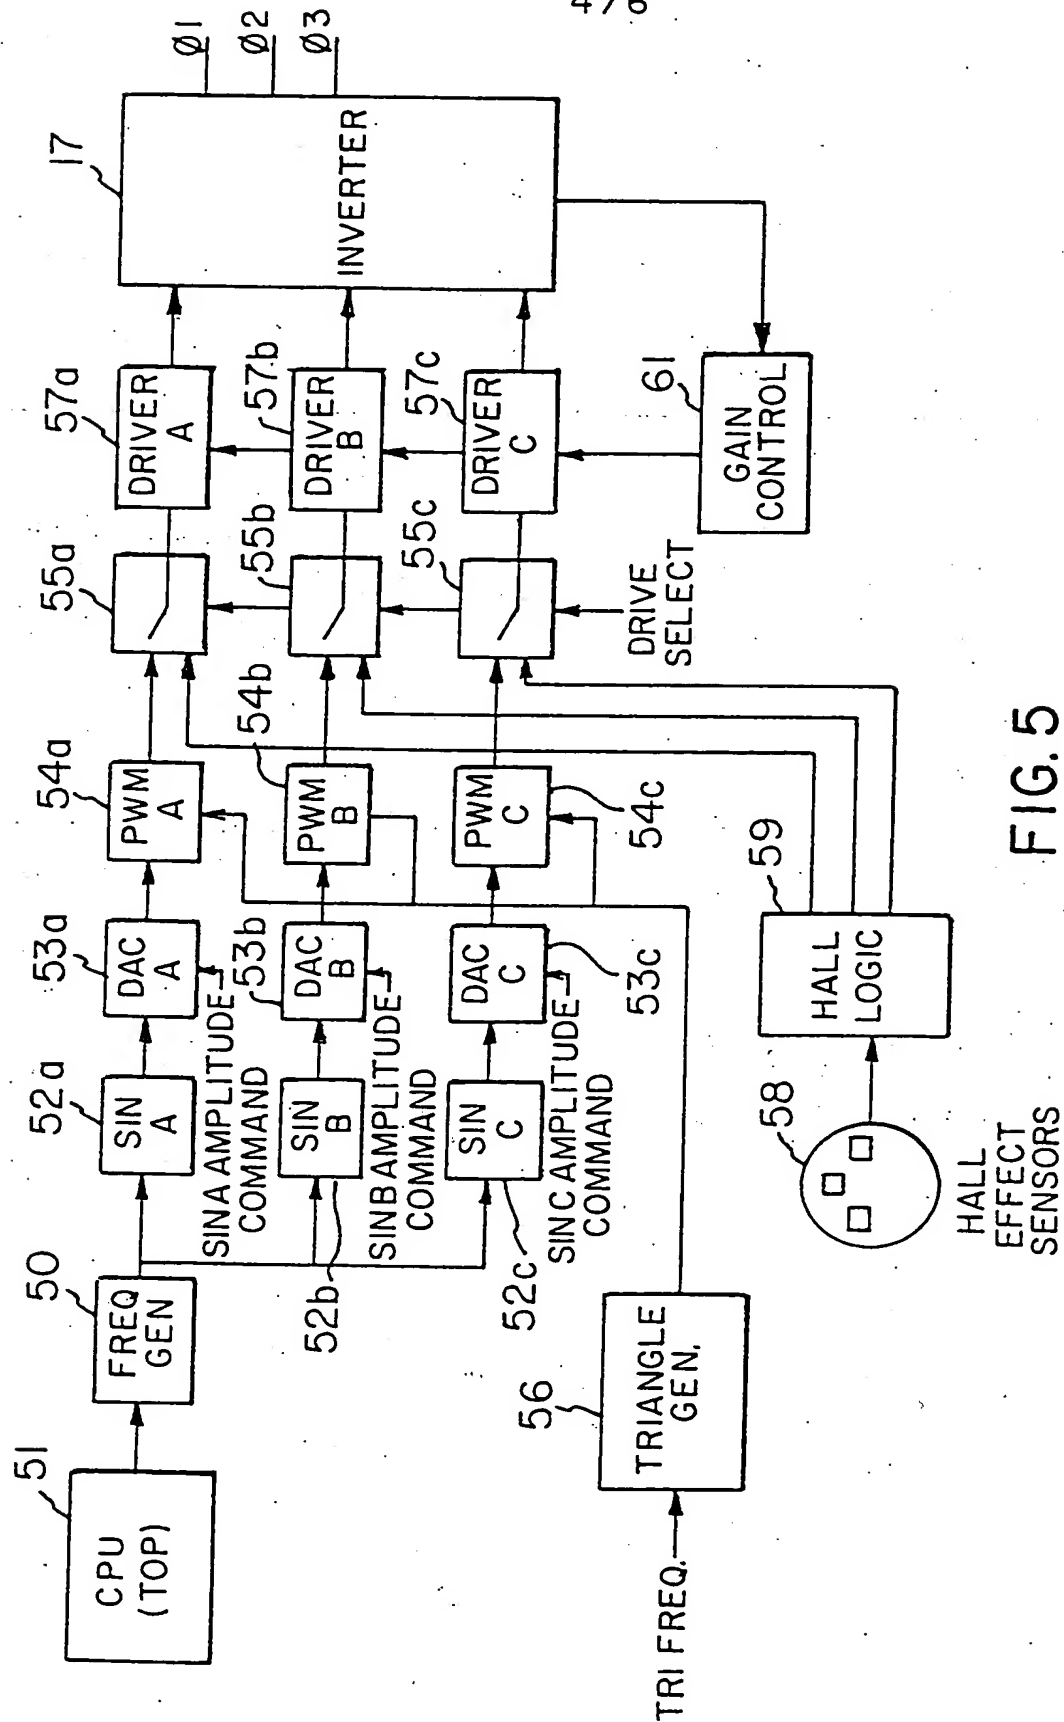 4/6
51
CPU
(TOP)
50
FREQ
GEN
52a
SIN
A
53a
DAC
A
54a
PWM
A
55a
57a
DRIVER
A
17
INVERTER
Ø1
Ø2
Ø3
SIN A AMPLITUDE
COMMAND
52b
SIN
B
53b
DAC
B
54b
PWM
B
55b
57b
DRIVER
B
SIN B AMPLITUDE
COMMAND
52c
SIN
C
53c
DAC
C
54c
PWM
C
55c
57c
DRIVER
C
SIN C AMPLITUDE
COMMAND
DRIVE
SELECT
61
GAIN
CONTROL
TRI FREQ.
56
TRIANGLE
GEN.
58
HALL
EFFECT
SENSORS
59
HALL
LOGIC
FIG. 5